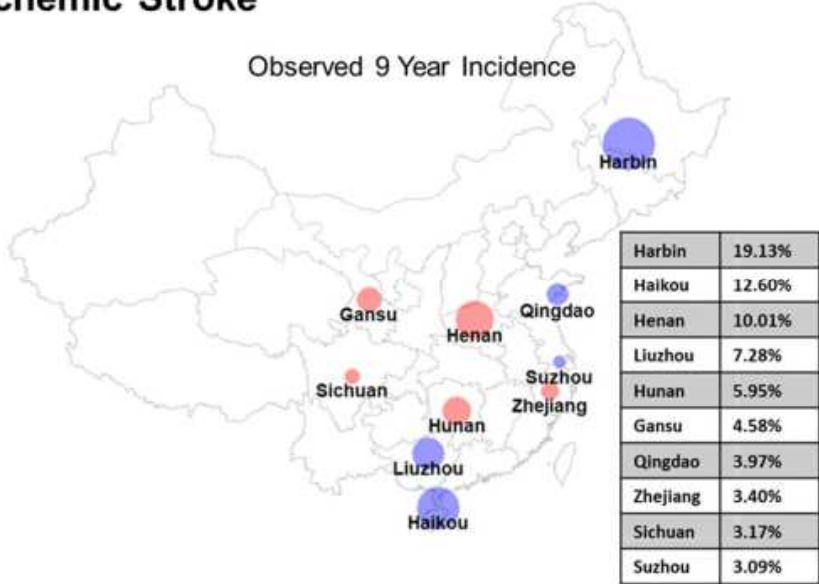 Stroke
Observed 9 Year Incidence
Harbin
Gansu
Henan
Qingdao
Sichuan
Suzhou
Zhejiang
Hunan
Liuzhou
Haikou
Harbin 19.13%
Haikou 12.60%
Henan 10.01%
Liuzhou 7.28%
Hunan 5.95%
Gansu 4.58%
Qingdao 3.97%
Zhejiang 3.40%
Sichuan 3.17%
Suzhou 3.09%